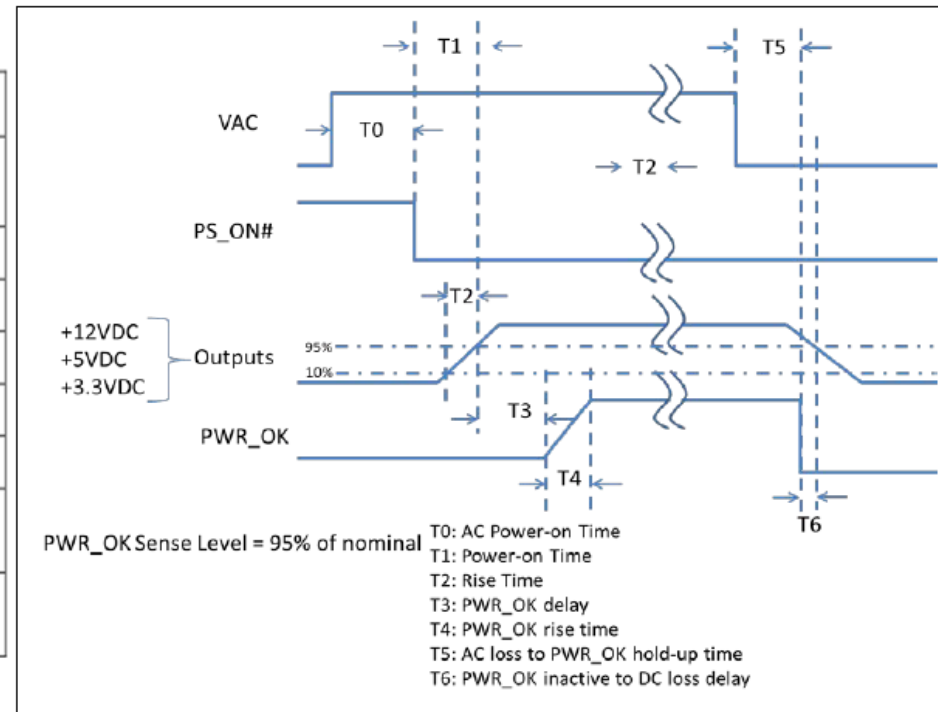 T1
T5
VAC
T0
T2
PS_ON#
T2
+12VDC
+5VDC
+3.3VDC
Outputs
95%
10%
T3
PWR_OK
T4
T6
PWR_OK Sense Level = 95% of nominal
T0: AC Power-on Time
T1: Power-on Time
T2: Rise Time
T3: PWR_OK delay
T4: PWR_OK rise time
T5: AC loss to PWR_OK hold-up time
T6: PWR_OK inactive to DC loss delay